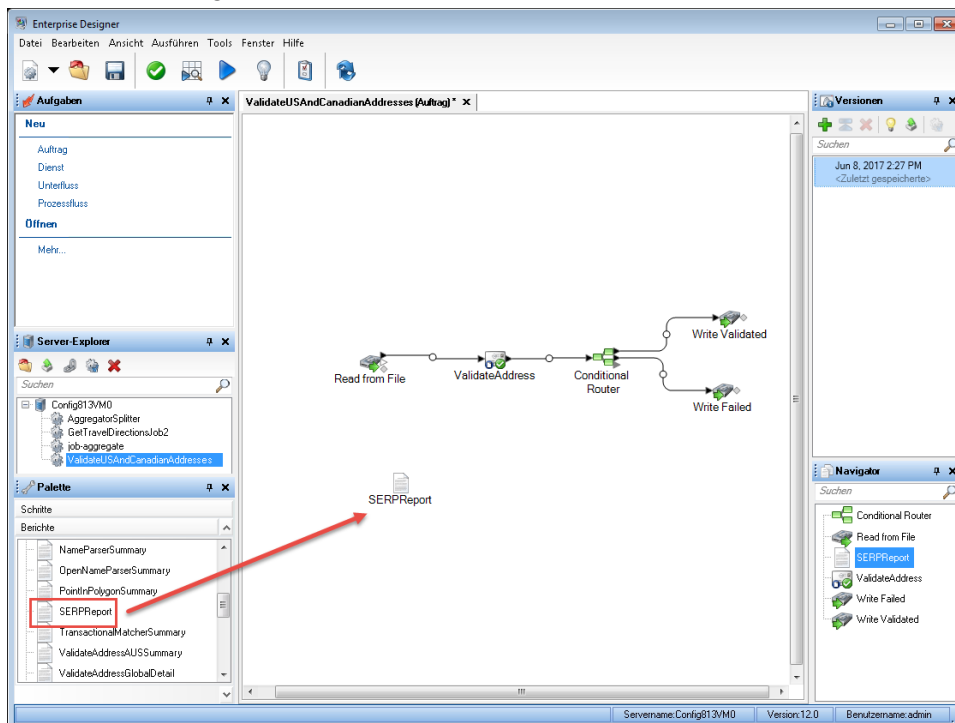 Enterprise Designer
Datei Bearbeiten Ansicht Ausführen Tools Fenster Hilfe
Aufgaben
Neu
Auftrag
Dienst
Unterfluss
Prozessfluss
Öffnen
Mehr...
Server-Explorer
Suchen
Config813VM0
AggregatorSplitter
GetTravelDirectionsJob2
job-aggregate
ValidateUSAndCanadianAddresses
Palette
Schritte
Berichte
NameParserSummary
OpenNameParserSummary
PointInPolygonSummary
SERPReport
TransactionalMatcherSummary
ValidateAddressAUSSummary
ValidateAddressGlobalDetail
ValidateUSAndCanadianAddresses (Auftrag) *
Read from File
ValidateAddress
Conditional
Router
Write Validated
Write Failed
SERPReport
Versionen
Suchen
Jun 8, 2017 2:27 PM
<Zuletzt gespeicherte>
Navigator
Suchen
Conditional Router
Read from File
SERPReport
ValidateAddress
Write Failed
Write Validated
Servername:Config813VM0 Version:12.0 Benutzername:admin